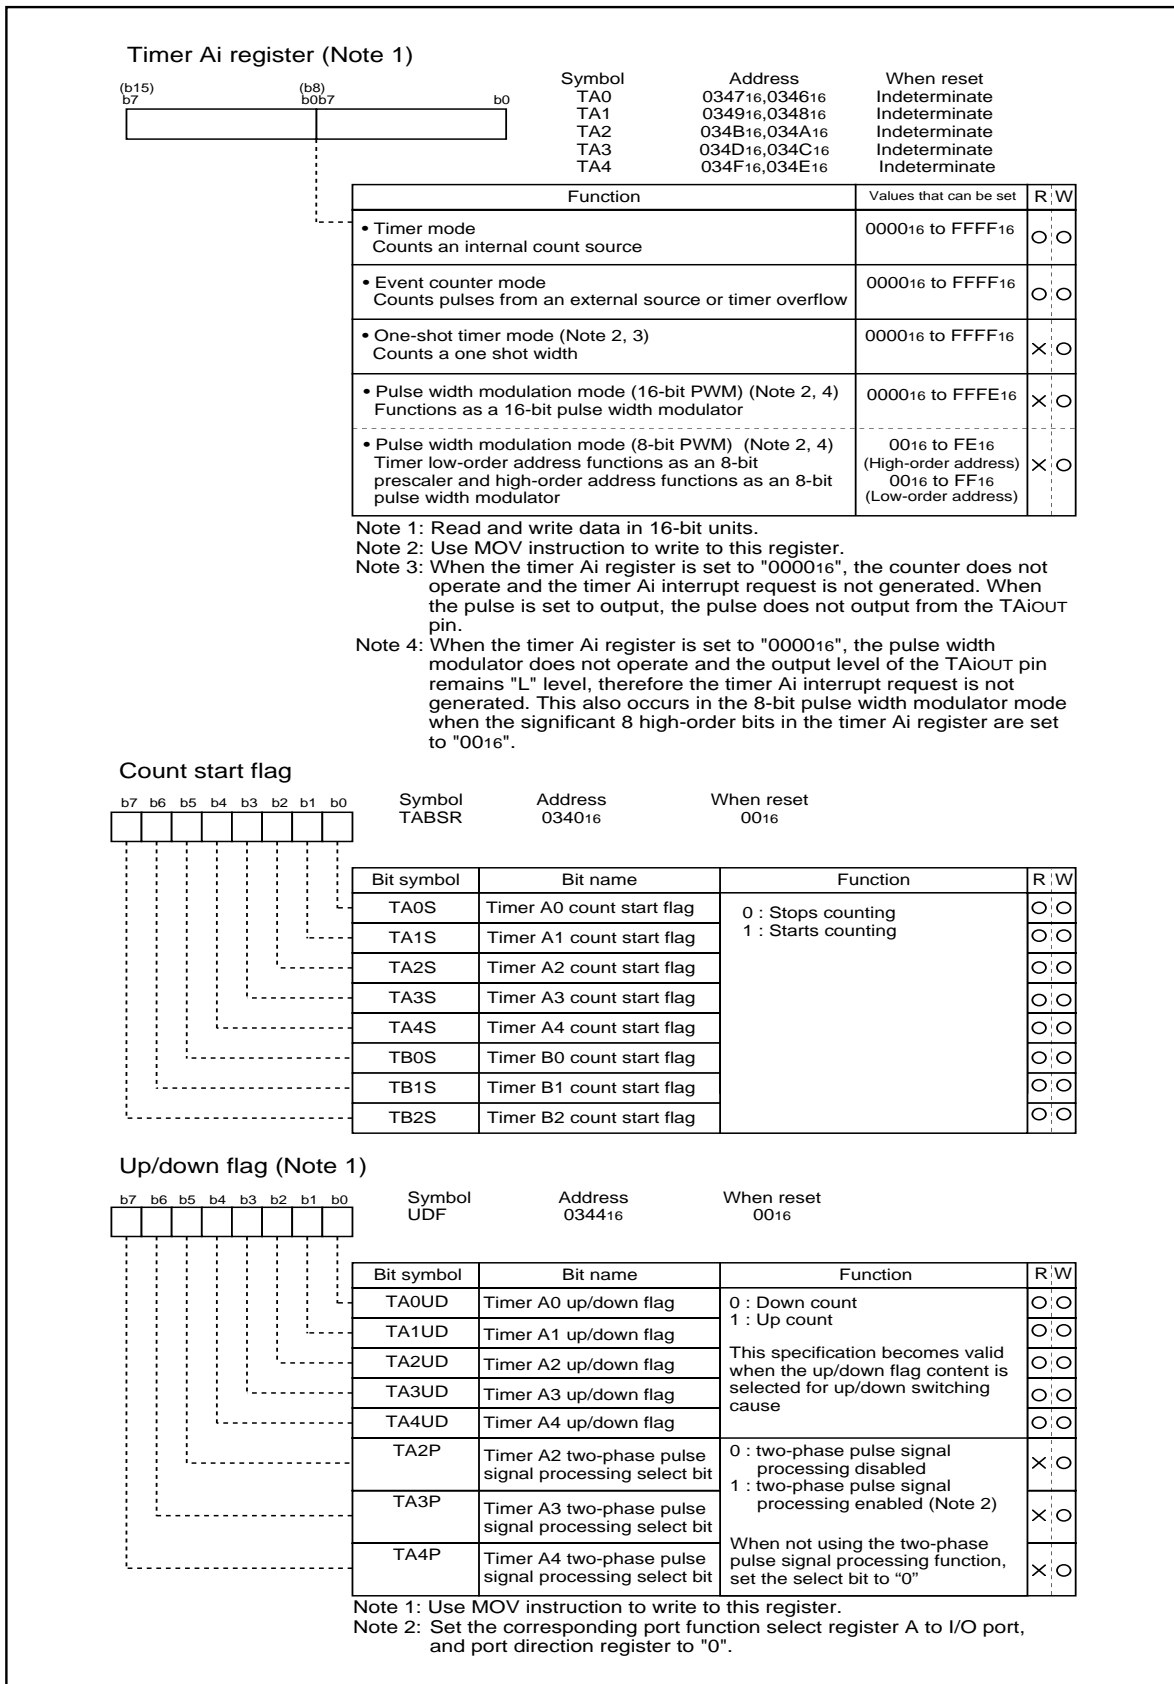 Timer Ai register (Note 1)
(b15) (b8)
b7 b0b7 b0
Symbol Address When reset
TA0 034716,034616 Indeterminate
TA1 034916,034816 Indeterminate
TA2 034B16,034A16 Indeterminate
TA3 034D16,034C16 Indeterminate
TA4 034F16,034E16 Indeterminate
Function Values that can be set R W
• Timer mode 000016 to FFFF16
Counts an internal count source
• Event counter mode 000016 to FFFF16
Counts pulses from an external source or timer overflow
• One-shot timer mode (Note 2, 3) 000016 to FFFF16
Counts a one shot width
• Pulse width modulation mode (16-bit PWM) (Note 2, 4) 000016 to FFFE16
Functions as a 16-bit pulse width modulator
• Pulse width modulation mode (8-bit PWM) (Note 2, 4) 0016 to FE16
Timer low-order address functions as an 8-bit (High-order address)
prescaler and high-order address functions as an 8-bit 0016 to FF16
pulse width modulator (Low-order address)
Note 1: Read and write data in 16-bit units.
Note 2: Use MOV instruction to write to this register.
Note 3: When the timer Ai register is set to "000016", the counter does not
operate and the timer Ai interrupt request is not generated. When
the pulse is set to output, the pulse does not output from the TAiOUT
pin.
Note 4: When the timer Ai register is set to "000016", the pulse width
modulator does not operate and the output level of the TAiOUT pin
remains "L" level, therefore the timer Ai interrupt request is not
generated. This also occurs in the 8-bit pulse width modulator mode
when the significant 8 high-order bits in the timer Ai register are set
to "0016".
Count start flag
b7 b6 b5 b4 b3 b2 b1 b0
Symbol Address When reset
TABSR 034016 0016
Bit symbol Bit name Function R W
TA0S Timer A0 count start flag 0 : Stops counting
TA1S Timer A1 count start flag 1 : Starts counting
TA2S Timer A2 count start flag
TA3S Timer A3 count start flag
TA4S Timer A4 count start flag
TB0S Timer B0 count start flag
TB1S Timer B1 count start flag
TB2S Timer B2 count start flag
Up/down flag (Note 1)
b7 b6 b5 b4 b3 b2 b1 b0
Symbol Address When reset
UDF 034416 0016
Bit symbol Bit name Function R W
TA0UD Timer A0 up/down flag 0 : Down count
TA1UD Timer A1 up/down flag 1 : Up count
TA2UD Timer A2 up/down flag This specification becomes valid
when the up/down flag content is
TA3UD Timer A3 up/down flag selected for up/down switching
cause
TA4UD Timer A4 up/down flag
TA2P Timer A2 two-phase pulse 0 : two-phase pulse signal
signal processing select bit processing disabled
1 : two-phase pulse signal
TA3P Timer A3 two-phase pulse processing enabled (Note 2)
signal processing select bit
When not using the two-phase
TA4P Timer A4 two-phase pulse pulse signal processing function,
signal processing select bit set the select bit to “0”
Note 1: Use MOV instruction to write to this register.
Note 2: Set the corresponding port function select register A to I/O port,
and port direction register to "0".